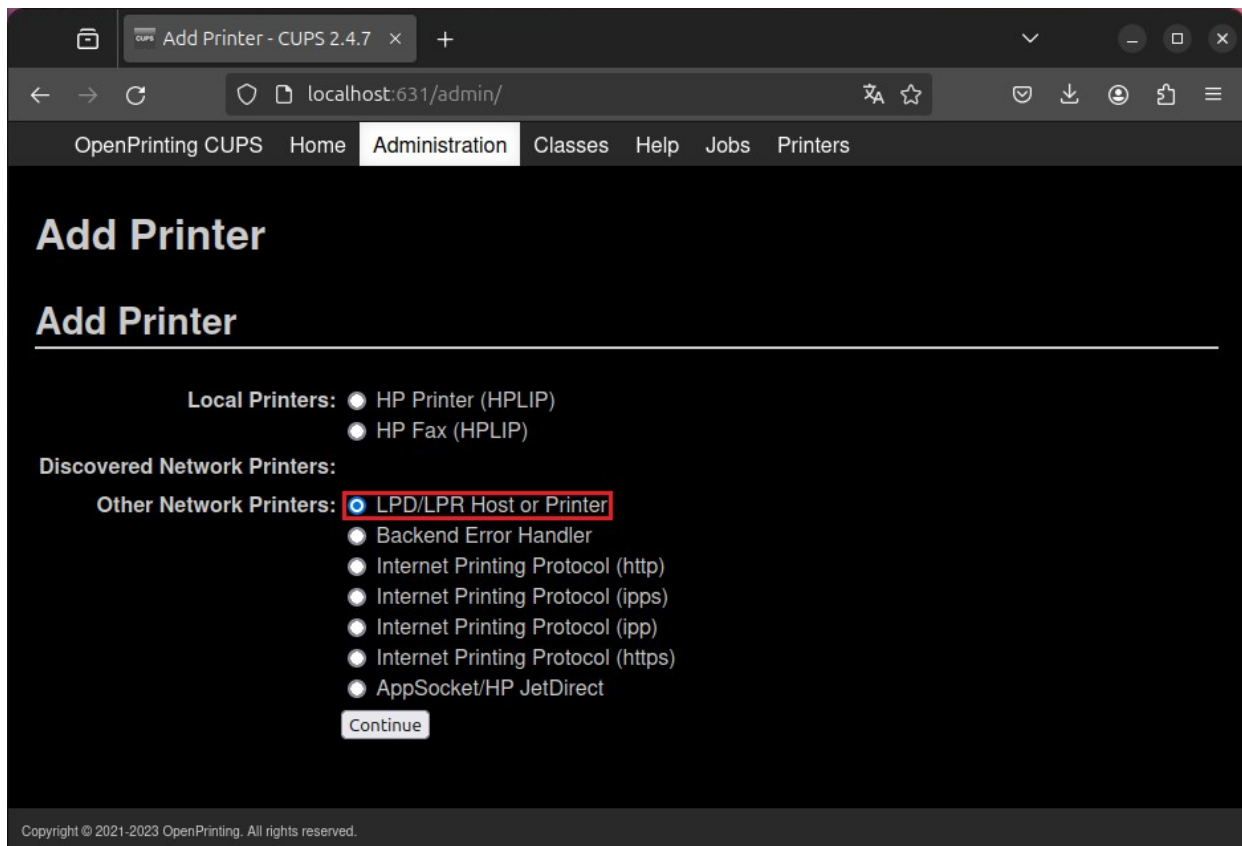 CUPS Add Printer - CUPS 2.4.7
localhost:631/admin/
OpenPrinting CUPS Home Administration Classes Help Jobs Printers
Add Printer
Add Printer
Local Printers: HP Printer (HPLIP)
HP Fax (HPLIP)
Discovered Network Printers:
Other Network Printers: LPD/LPR Host or Printer
Backend Error Handler
Internet Printing Protocol (http)
Internet Printing Protocol (ipps)
Internet Printing Protocol (ipp)
Internet Printing Protocol (https)
AppSocket/HP JetDirect
Continue
Copyright © 2021-2023 OpenPrinting. All rights reserved.